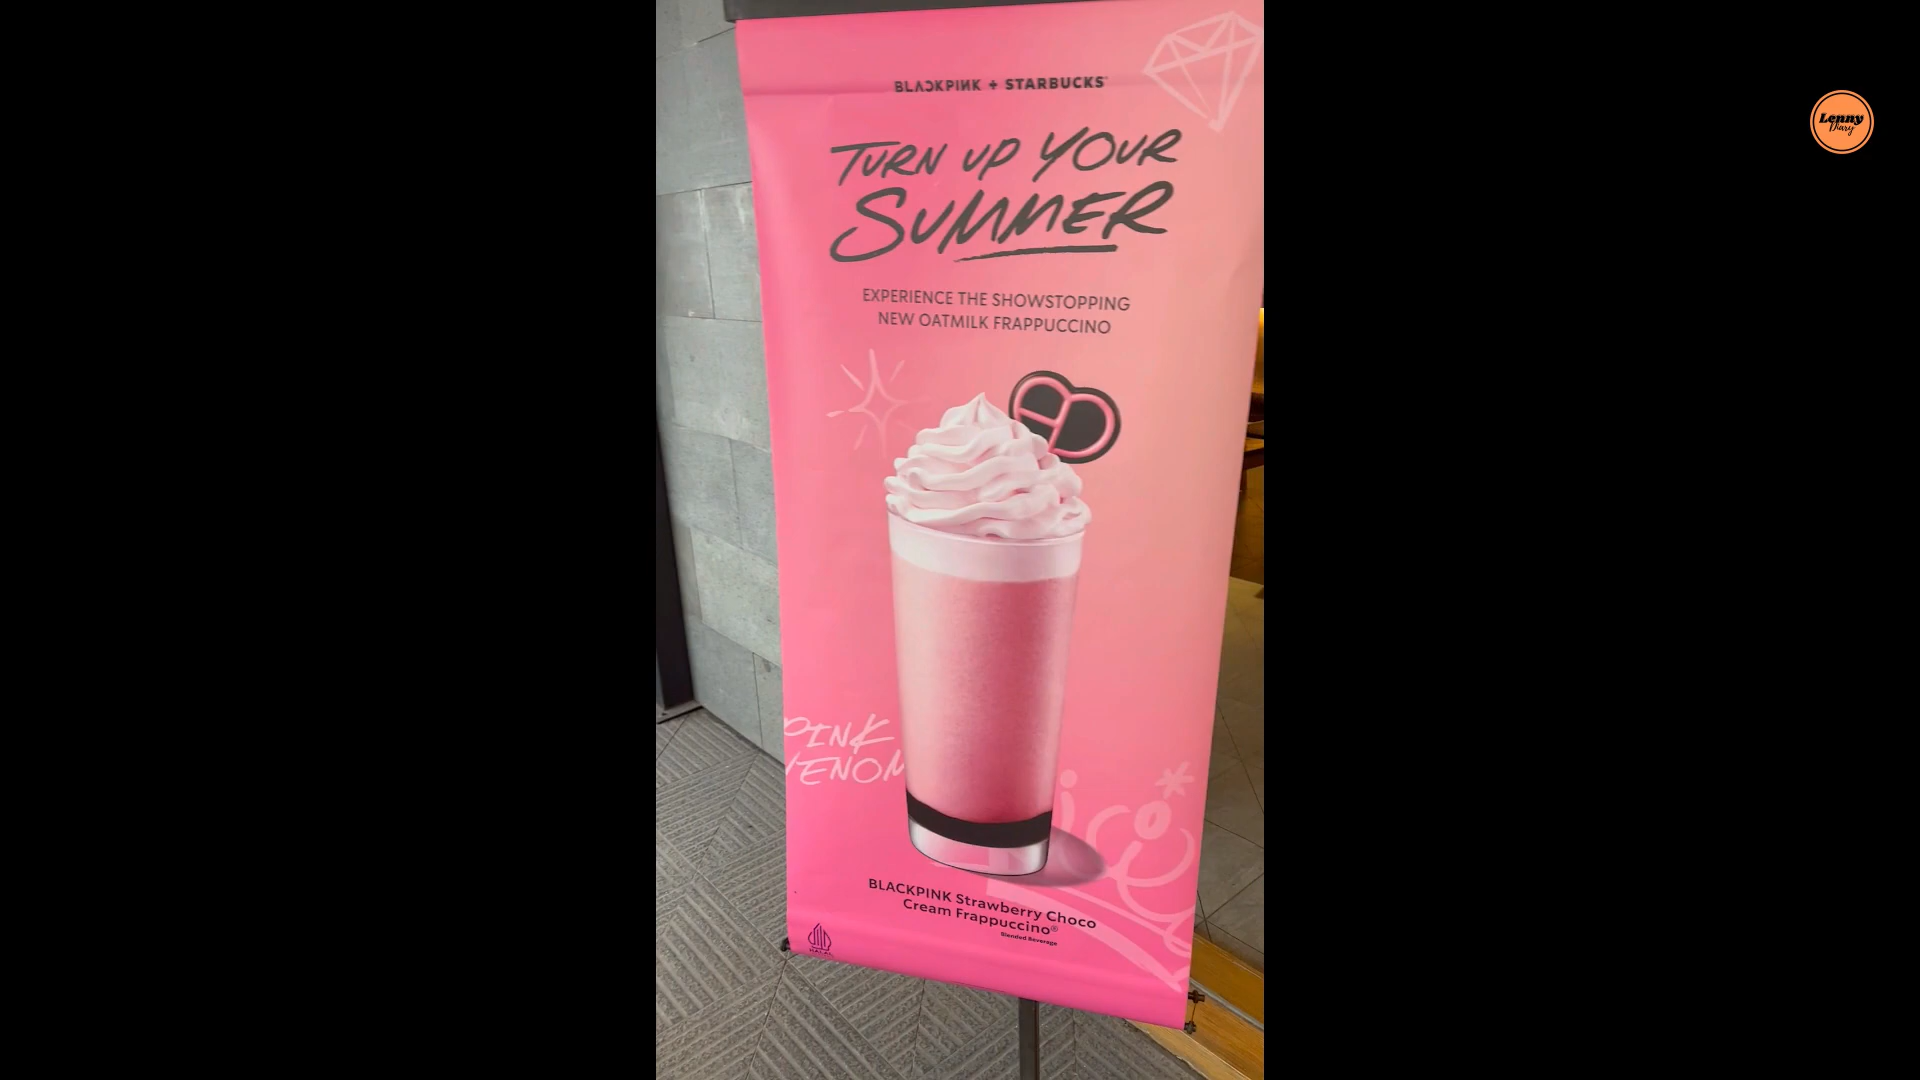 BLACKPINK + STARBUCKS
TURN UP YOUR
SUMMER
EXPERIENCE THE SHOWSTOPPING
NEW OATMILK FRAPPUCCINO
PINK
VENOM
BLACKPINK Strawberry Choco
Cream Frappuccino®
Blended Beverage
HALAL
Lenny
Diary